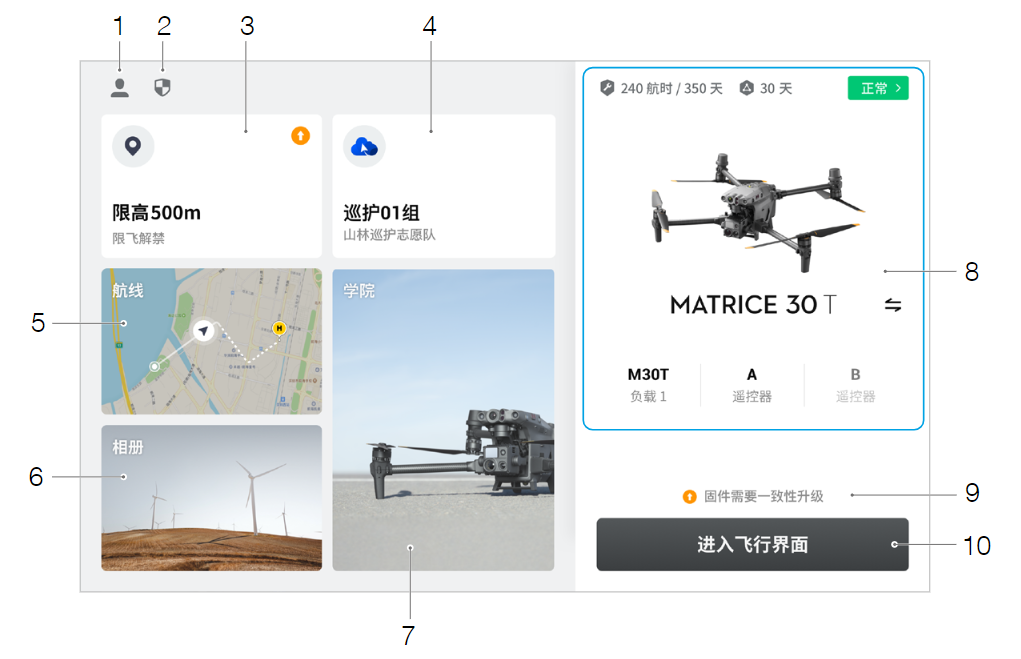 1
2
3
4
240 航时 / 350 天
30 天
正常 >
限高500m
限飞解禁
巡护01组
山林巡护志愿队
航线
H
学院
5
8
MATRICE 30 T
M30T
负载 1
A
遥控器
B
遥控器
相册
6
固件需要一致性升级
9
进入飞行界面
10
7